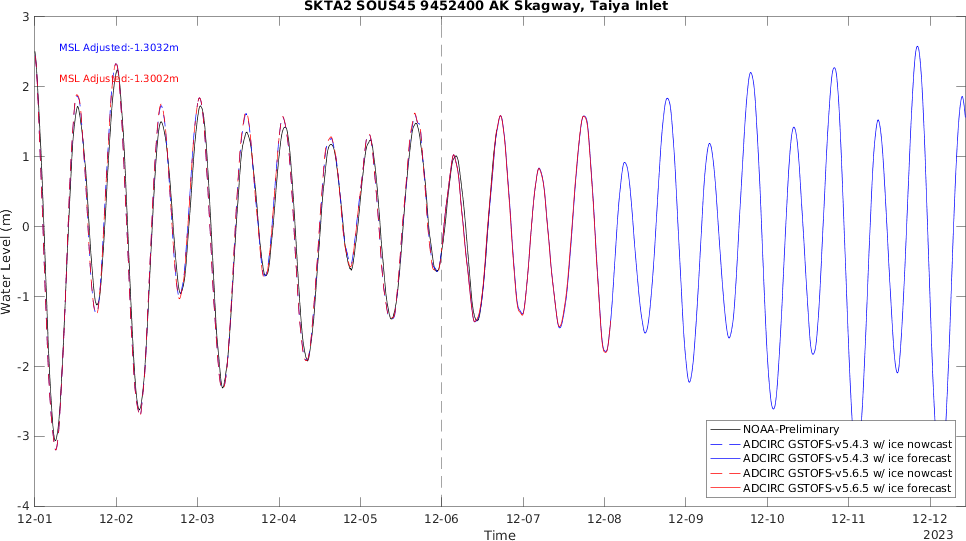 SKTA2 SOUS45 9452400 AK Skagway, Taiya Inlet
MSL Adjusted:-1.3032m
MSL Adjusted:-1.3002m
Water Level (m)
3
2
1
0
-1
-2
-3
-4
NOAA-Preliminary
ADCIRC GSTOFS-v5.4.3 w/ ice nowcast
ADCIRC GSTOFS-v5.4.3 w/ ice forecast
ADCIRC GSTOFS-v5.6.5 w/ ice nowcast
ADCIRC GSTOFS-v5.6.5 w/ ice forecast
12-01 12-02 12-03 12-04 12-05 12-06 12-07 12-08 12-09 12-10 12-11 12-12
Time
2023